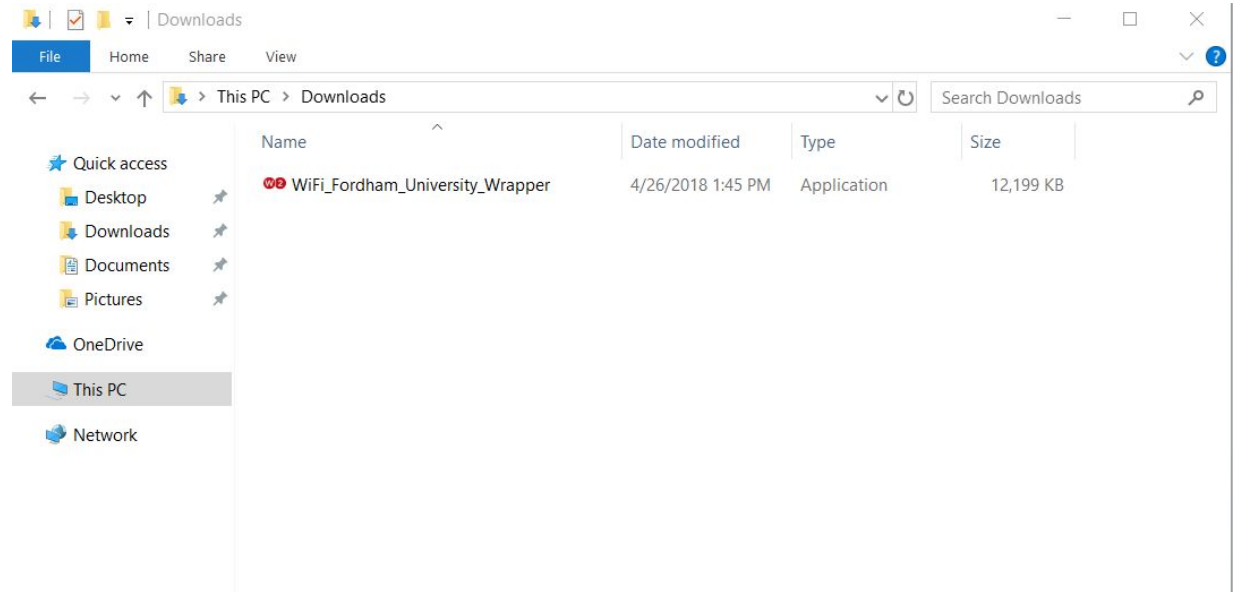 Downloads
File Home Share View
This PC > Downloads Search Downloads
Name Date modified Type Size
Quick access
WiFi_Fordham_University_Wrapper 4/26/2018 1:45 PM Application 12,199 KB
Desktop
Downloads
Documents
Pictures
OneDrive
This PC
Network